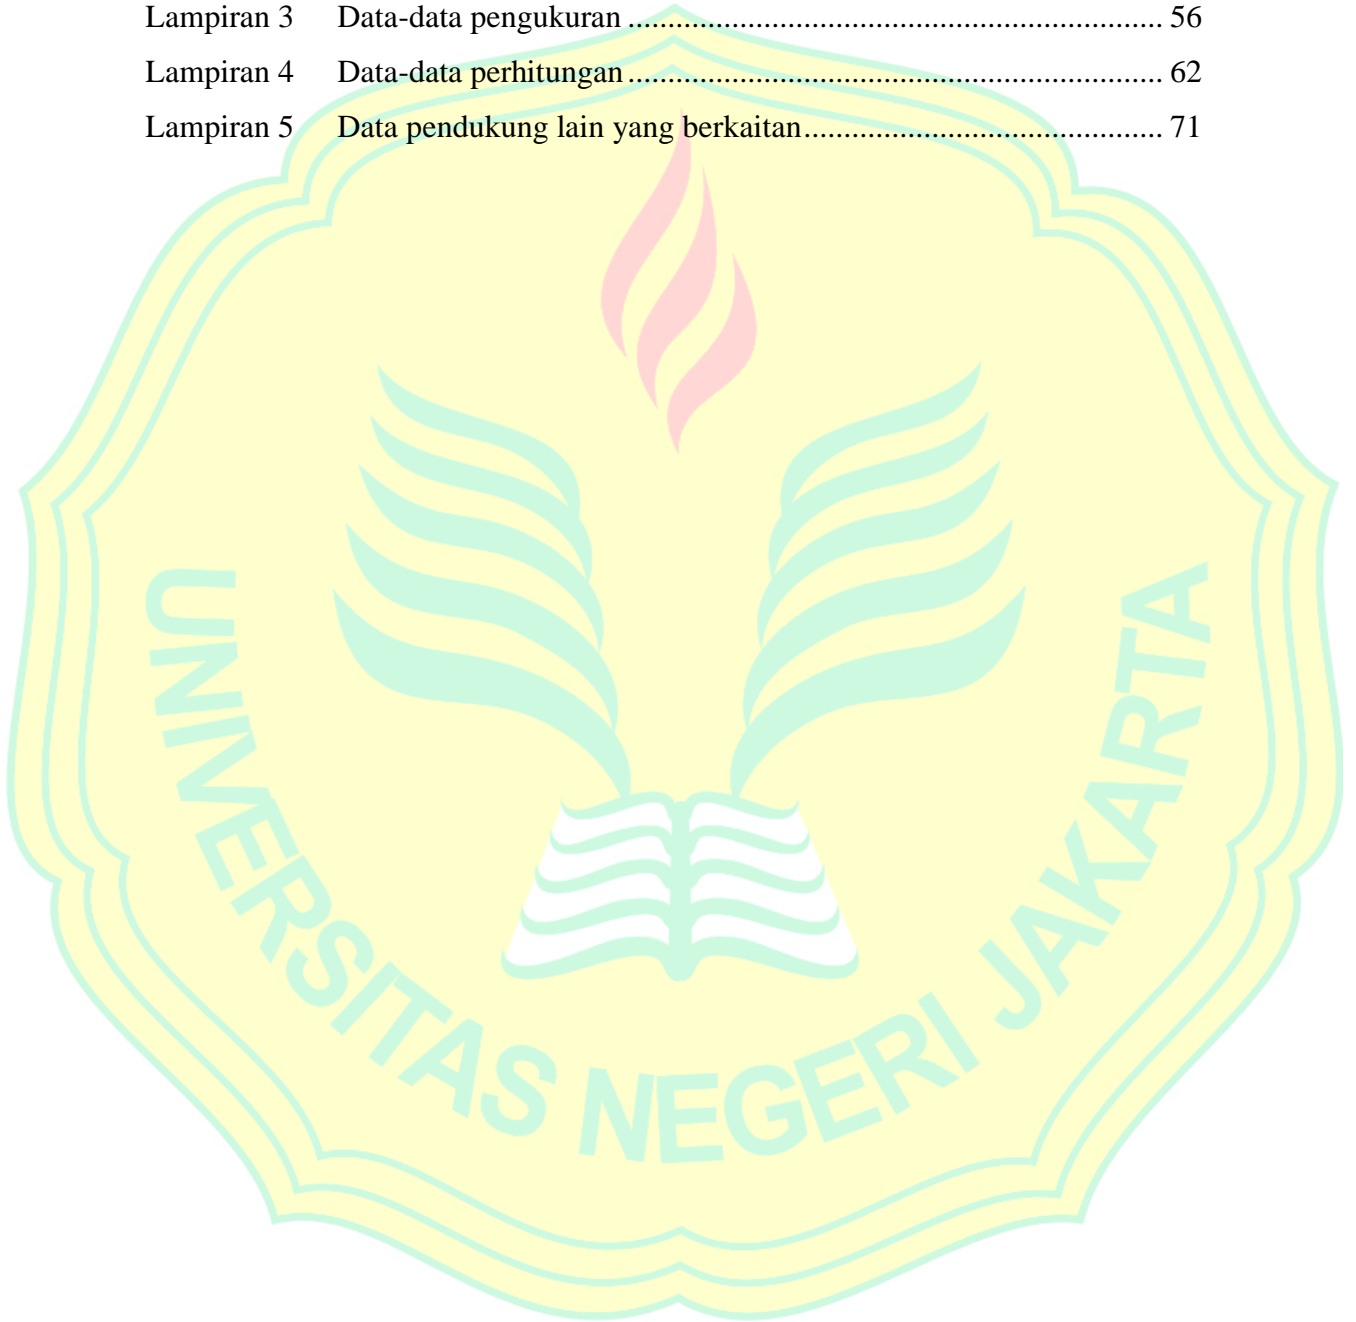 Lampiran 3 Data-data pengukuran .................................................................... 56
Lampiran 4 Data-data perhitungan .................................................................... 62
Lampiran 5 Data pendukung lain yang berkaitan............................................. 71
UNIVERSITAS NEGERI JAKARTA